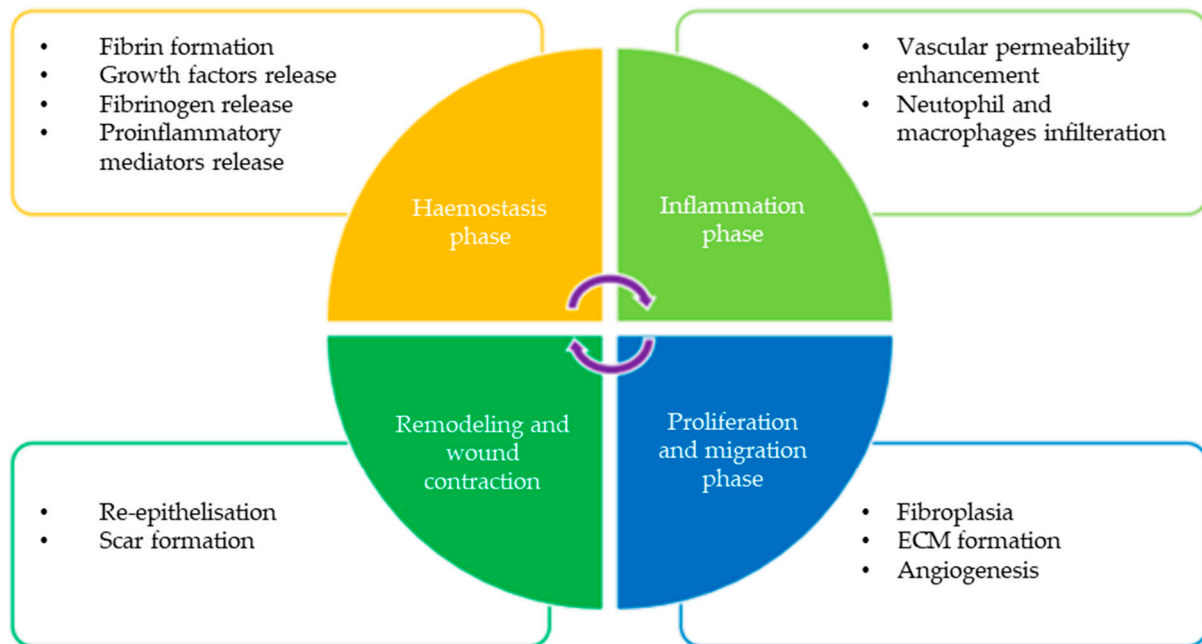 • Fibrin formation
• Growth factors release
• Fibrinogen release
• Proinflammatory
mediators release
• Vascular permeability
enhancement
• Neutophil and
macrophages infilteration
Haemostasis
phase
Inflammation
phase
Remodeling and
wound
contraction
Proliferation
and migration
phase
• Re-epithelisation
• Scar formation
• Fibroplasia
• ECM formation
• Angiogenesis